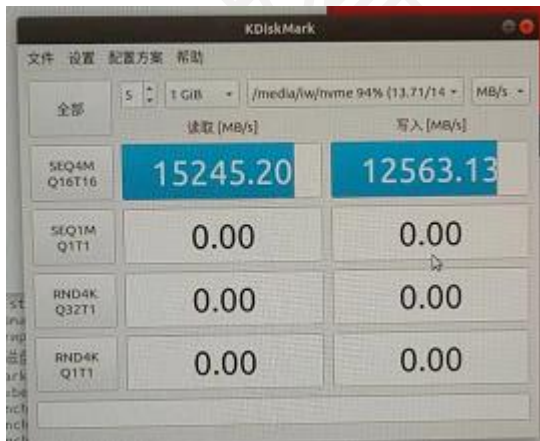 KDiskMark
文件 设置 配置方案 帮助
全部
5 1 GiB /media/iw/nvme 94% (13.71/14 MB/s
读取 [MB/s] 写入 [MB/s]
SEQ4M
Q16T16
15245.20 12563.13
SEQ1M
Q1T1
0.00 0.00
RND4K
Q32T1
0.00 0.00
RND4K
Q1T1
0.00 0.00